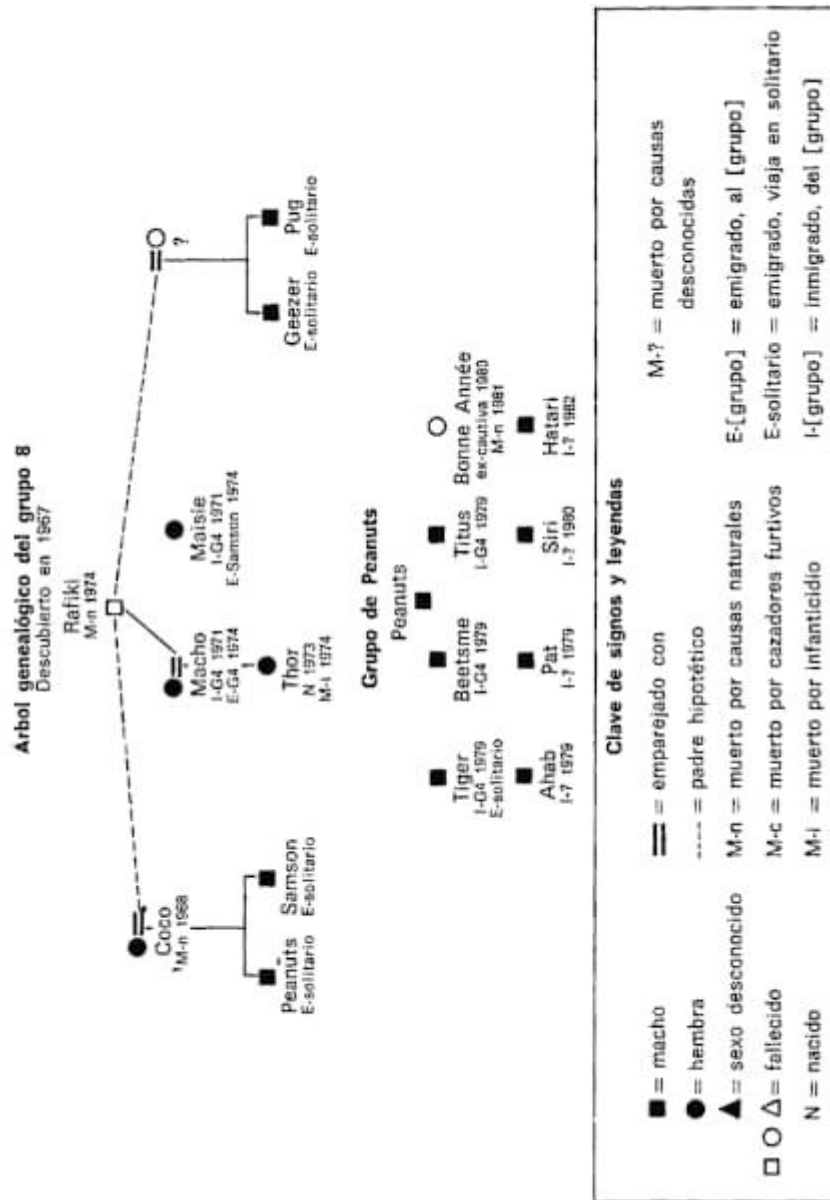 Arbol genealógico del grupo 8
Descubierto en 1967
Rafiki
M-n 1974
Coco
M-n 1968
Macho
I-G4 1971
E-G4 1974
Maisie
I-G4 1971
E-Samson 1974
?
Peanuts
E-solitario
Samson
E-solitario
Thor
N 1973
M-i 1974
Geezer
E-solitario
Pug
E-solitario
Grupo de Peanuts
Peanuts
Tiger
I-G4 1979
E-solitario
Beetsme
I-G4 1979
Titus
I-G4 1979
Bonne Année
ex-cautiva 1980
M-n 1981
Ahab
I-? 1979
Pat
I-? 1979
Siri
I-? 1980
Hatari
I-? 1982
Clave de signos y leyendas
= macho
= hembra
= sexo desconocido
= fallecido
N = nacido
= emparejado con
---- = padre hipotético
M-n = muerto por causas naturales
M-c = muerto por cazadores furtivos
M-i = muerto por infanticidio
M-? = muerto por causas
desconocidas
E-[grupo] = emigrado, al [grupo]
E-solitario = emigrado, viaja en solitario
I-[grupo] = inmigrado, del [grupo]